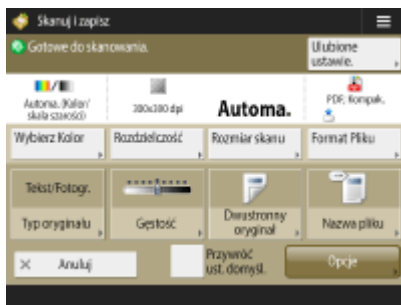 Skanuj i zapisz
Gotowe do skanowania.
Ulubione
ustawie.
Automa. (Kolor/
skala szarości)
300x300 dpi
Automa.
PDF; Kompak.
Wybierz Kolor
Rozdzielczość
Rozmiar skanu
Format Pliku
Tekst/Fotogr.
Typ oryginału
Gęstość
Dwustronny
oryginał
Nazwa pliku
Anuluj
Przywróć
ust. domyśl.
Opcje